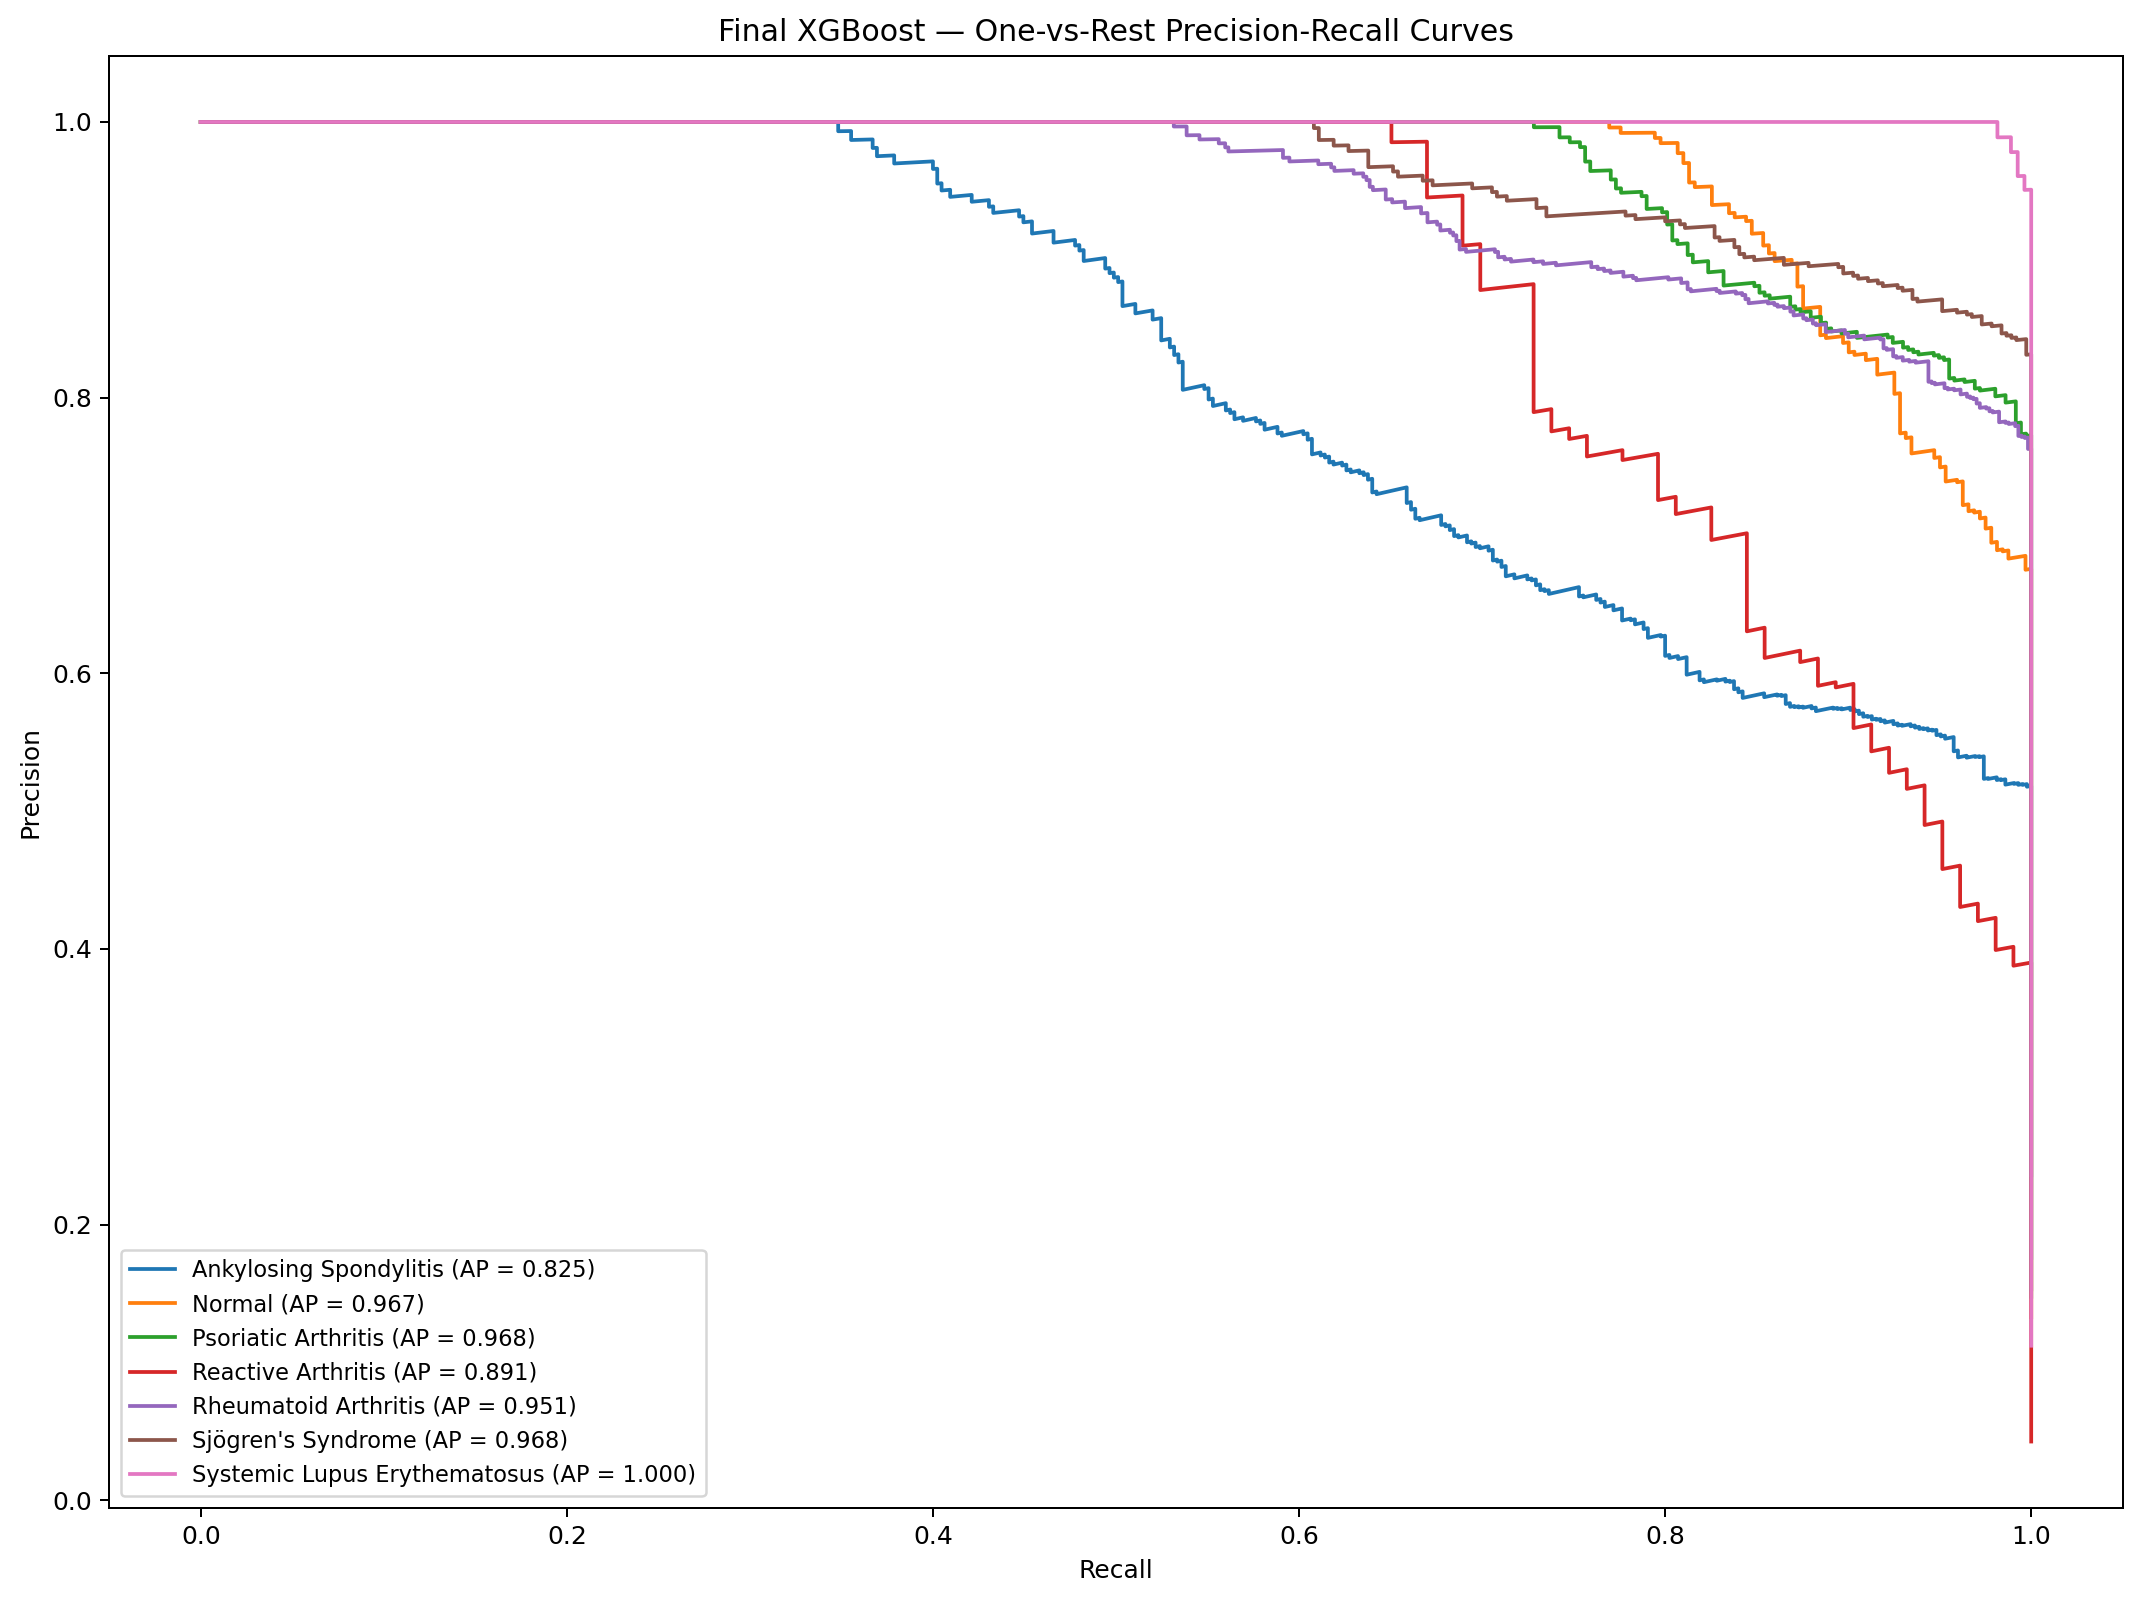 Final XGBoost — One-vs-Rest Precision-Recall Curves
Precision
1.0
0.8
0.6
0.4
0.2
0.0
Ankylosing Spondylitis (AP = 0.825)
Normal (AP = 0.967)
Psoriatic Arthritis (AP = 0.968)
Reactive Arthritis (AP = 0.891)
Rheumatoid Arthritis (AP = 0.951)
Sjögren's Syndrome (AP = 0.968)
Systemic Lupus Erythematosus (AP = 1.000)
0.0 0.2 0.4 0.6 0.8 1.0
Recall